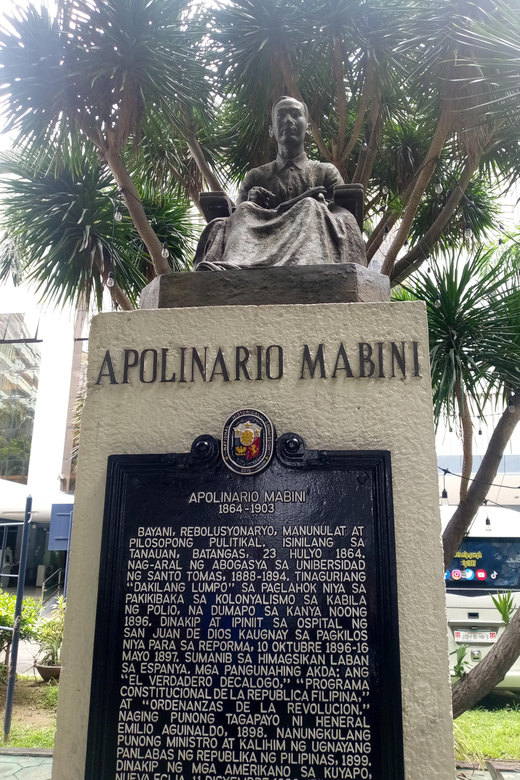 APOLINARIO MABINI
APOLINARIO MABINI
1864-1903
BAYANI, REBOLUSYONARYO, MANUNULAT AT
PILOSOPONG PULITIKAL. ISINILANG SA
TANAUAN, BATANGAS, 23 HULYO 1864.
NAG-ARAL NG ABOGASYA SA UNIBERSIDAD
NG SANTO TOMAS, 1888-1894. TINAGURIANG
"DAKILANG LUMPO" SA PAGLAHOK NIYA SA
PAKIKIBAKA SA KOLONYALISMO SA KABILA
NG POLIO, NA DUMAPO SA KANYA NOONG
1896. DINAKIP AT IPINIIT SA OSPITAL NG
SAN JUAN DE DIOS KAUGNAY SA PAGKILOS
NIYA PARA SA REPORMA, 10 OKTUBRE 1896-16
MAYO 1897. SUMANIB SA HIMAGSIKAN LABAN
SA ESPANYA. MGA PANGUNAHING AKDA: ANG
"EL VERDADERO DECALOGO," "PROGRAMA
CONSTITUCIONAL DE LA REPUBLICA FILIPINA,"
AT "ORDENANZAS DE LA REVOLUCION."
NAGING PUNONG TAGAPAYO NI HENERAL
EMILIO AGUINALDO, 1898. NANUNGKULANG
PUNONG MINISTRO AT KALIHIM NG UGNAYANG
PANLABAS NG REPUBLIKA NG PILIPINAS, 1899.
DINAKIP NG MGA AMERIKANO SA KUYAPO,
NUEVA ECIJA, 11 DISYEMBRE